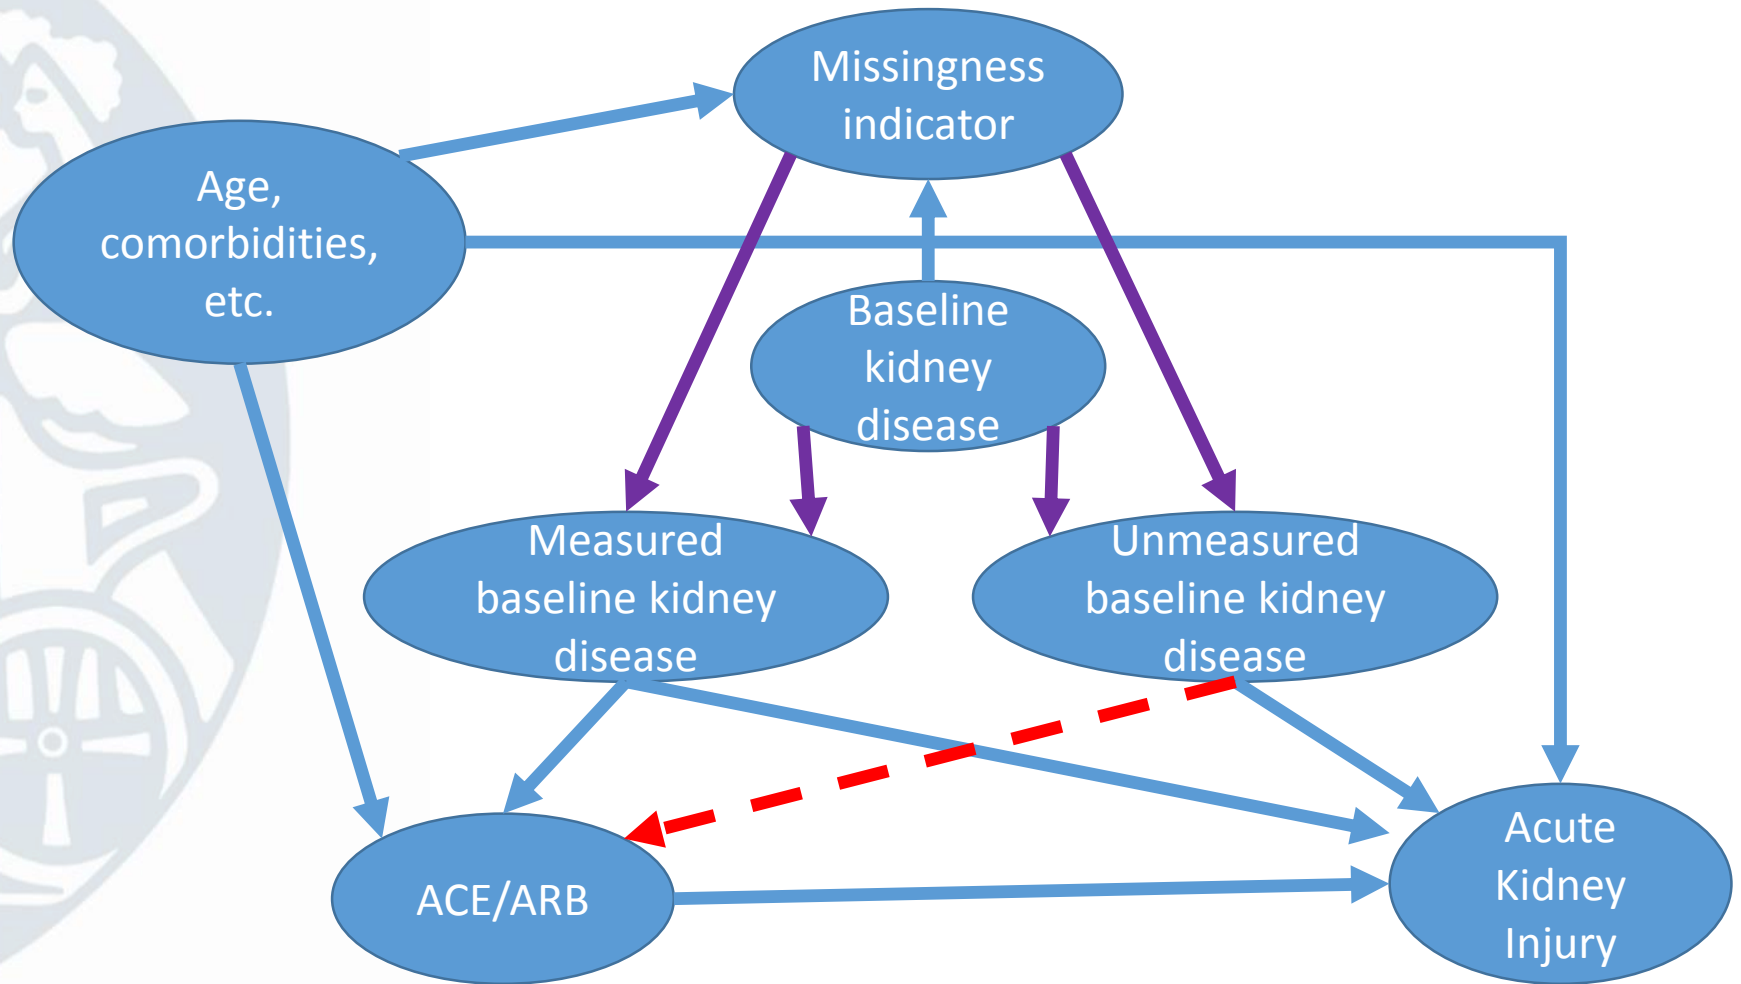 Missingness
indicator
Age,
comorbidities,
etc.
Baseline
kidney
disease
Measured
baseline kidney
disease
Unmeasured
baseline kidney
disease
ACE/ARB
Acute
Kidney
Injury